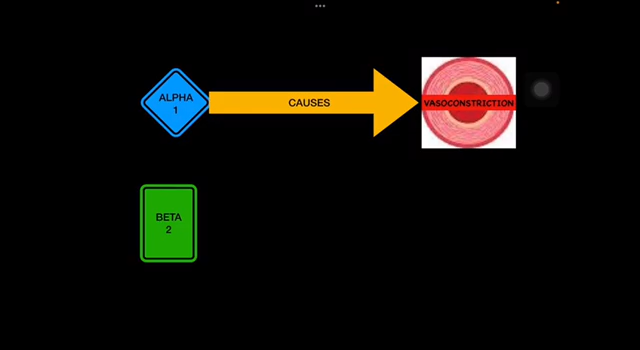 ALPHA
1
CAUSES
VASOCONSTRICTION
BETA
2